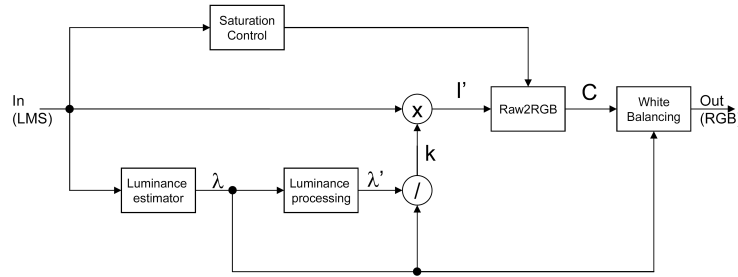 Saturation
Control
In
(LMS)
x
I'
Raw2RGB
C
White
Balancing
Out
(RGB
k
Luminance
estimator
λ
Luminance
processing
λ'
/